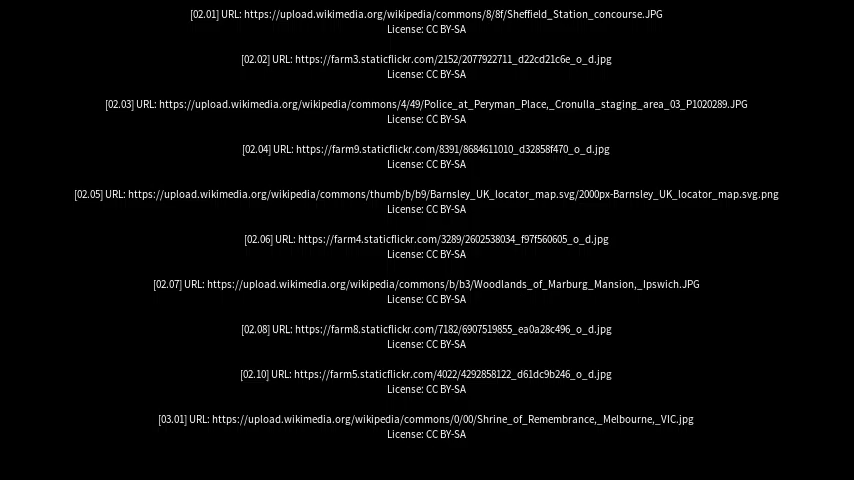 [02.01] URL: https://upload.wikimedia.org/wikipedia/commons/8/8f/Sheffield_Station_concourse.JPG
License: CC BY-SA
[02.02] URL: https://farm3.staticflickr.com/2152/2077922711_d22cd21c6e_o_d.jpg
License: CC BY-SA
[02.03] URL: https://upload.wikimedia.org/wikipedia/commons/4/49/Police_at_Peryman_Place,_Cronulla_staging_area_03_P1020289.JPG
License: CC BY-SA
[02.04] URL: https://farm9.staticflickr.com/8391/8684611010_d32858f470_o_d.jpg
License: CC BY-SA
[02.05] URL: https://upload.wikimedia.org/wikipedia/commons/thumb/b/b9/Barnsley_UK_locator_map.svg/2000px-Barnsley_UK_locator_map.svg.png
License: CC BY-SA
[02.06] URL: https://farm4.staticflickr.com/3289/2602538034_f97f560605_o_d.jpg
License: CC BY-SA
[02.07] URL: https://upload.wikimedia.org/wikipedia/commons/b/b3/Woodlands_of_Marburg_Mansion,_Ipswich.JPG
License: CC BY-SA
[02.08] URL: https://farm8.staticflickr.com/7182/6907519855_ea0a28c496_o_d.jpg
License: CC BY-SA
[02.10] URL: https://farm5.staticflickr.com/4022/4292858122_d61dc9b246_o_d.jpg
License: CC BY-SA
[03.01] URL: https://upload.wikimedia.org/wikipedia/commons/0/00/Shrine_of_Remembrance,_Melbourne,_VIC.jpg
License: CC BY-SA